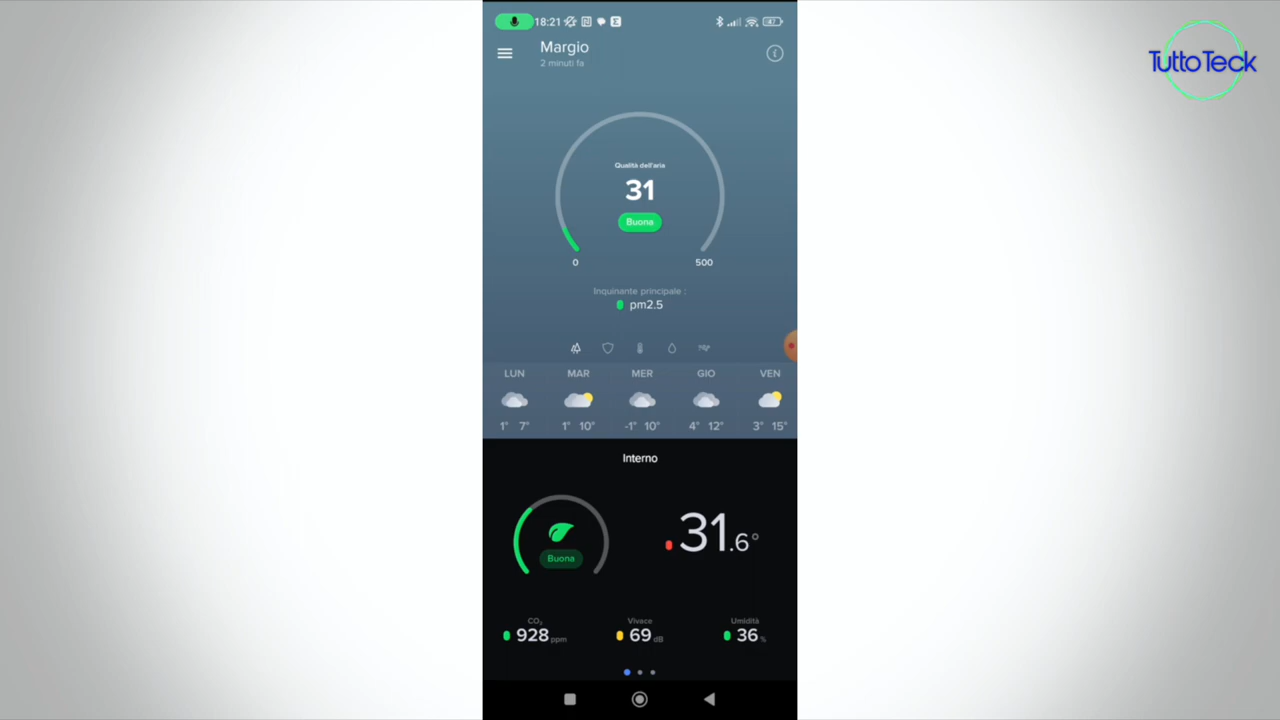 18:21
Margio
2 minuti fa
TuttoTeck
Qualità dell'aria
31
Buona
0 500
Inquinante principale :
pm2.5
LUN MAR MER GIO VEN
1° 7° 1° 10° -1° 10° 4° 12° 3° 15°
Interno
Buona
31.6°
CO₂ Vivace Umidità
928 ppm 69 dB 36 %